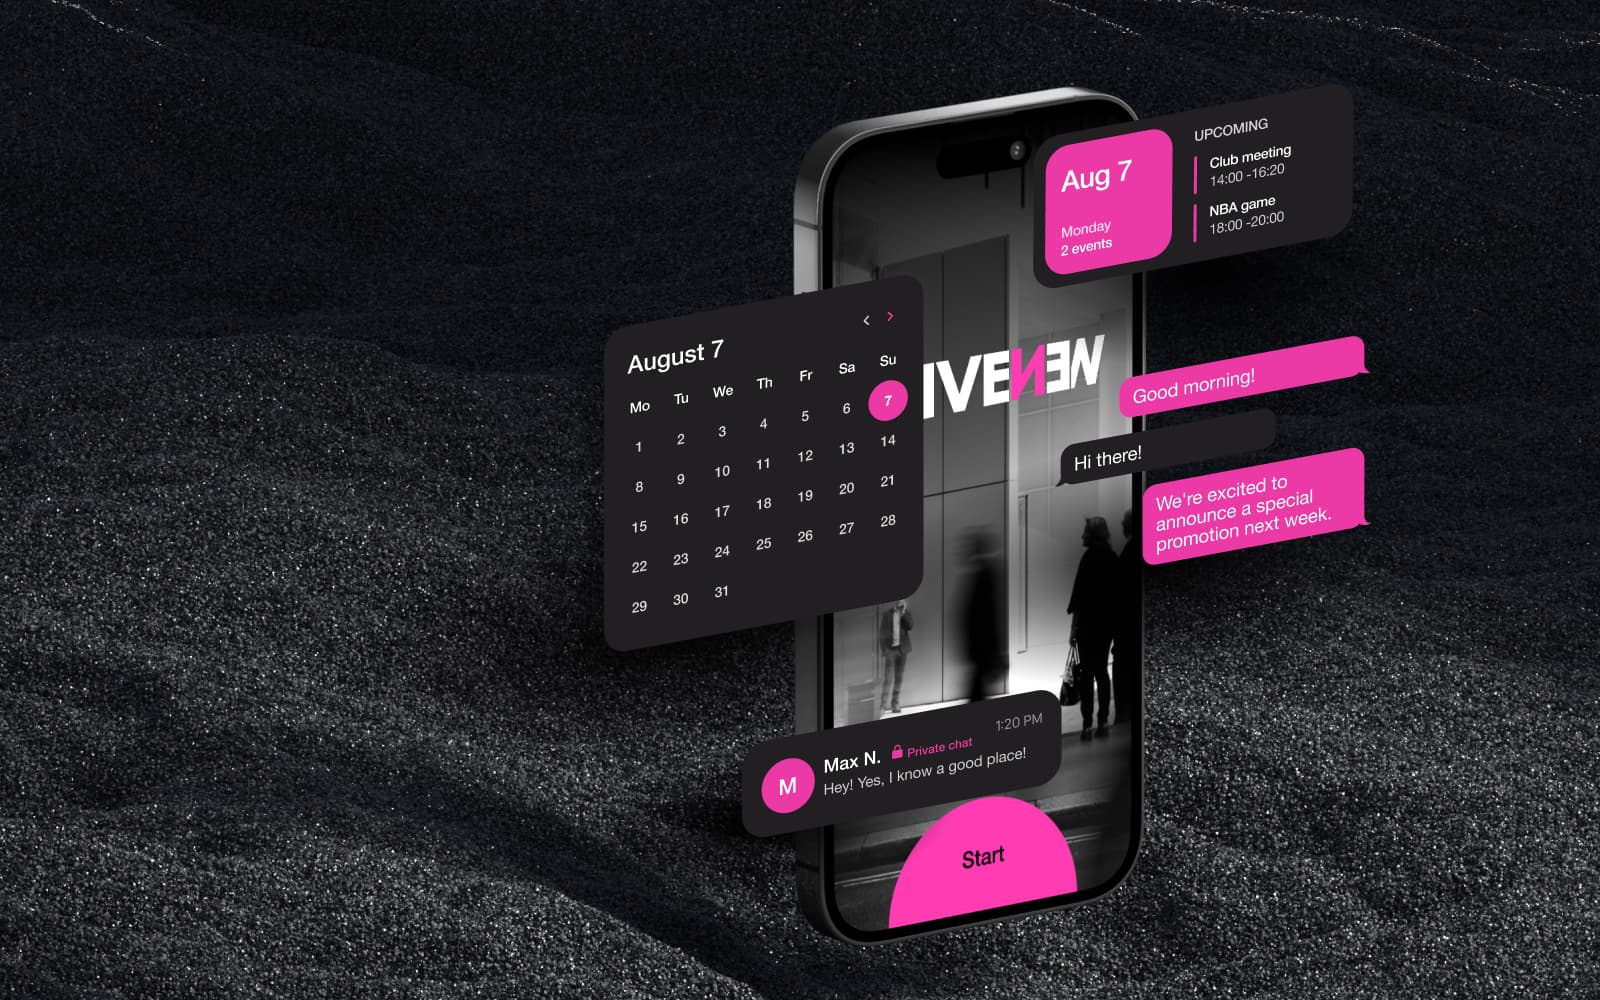 Aug 7
Monday
2 events
UPCOMING
Club meeting
14:00 -16:20
NBA game
18:00 -20:00
August 7
< >
Mo Tu We Th Fr Sa Su
1 2 3 4 5 6 7
8 9 10 11 12 13 14
15 16 17 18 19 20 21
22 23 24 25 26 27 28
29 30 31
IVEИƎW
Good morning!
Hi there!
We're excited to
announce a special
promotion next week.
M
Max N. Private chat 1:20 PM
Hey! Yes, I know a good place!
Start